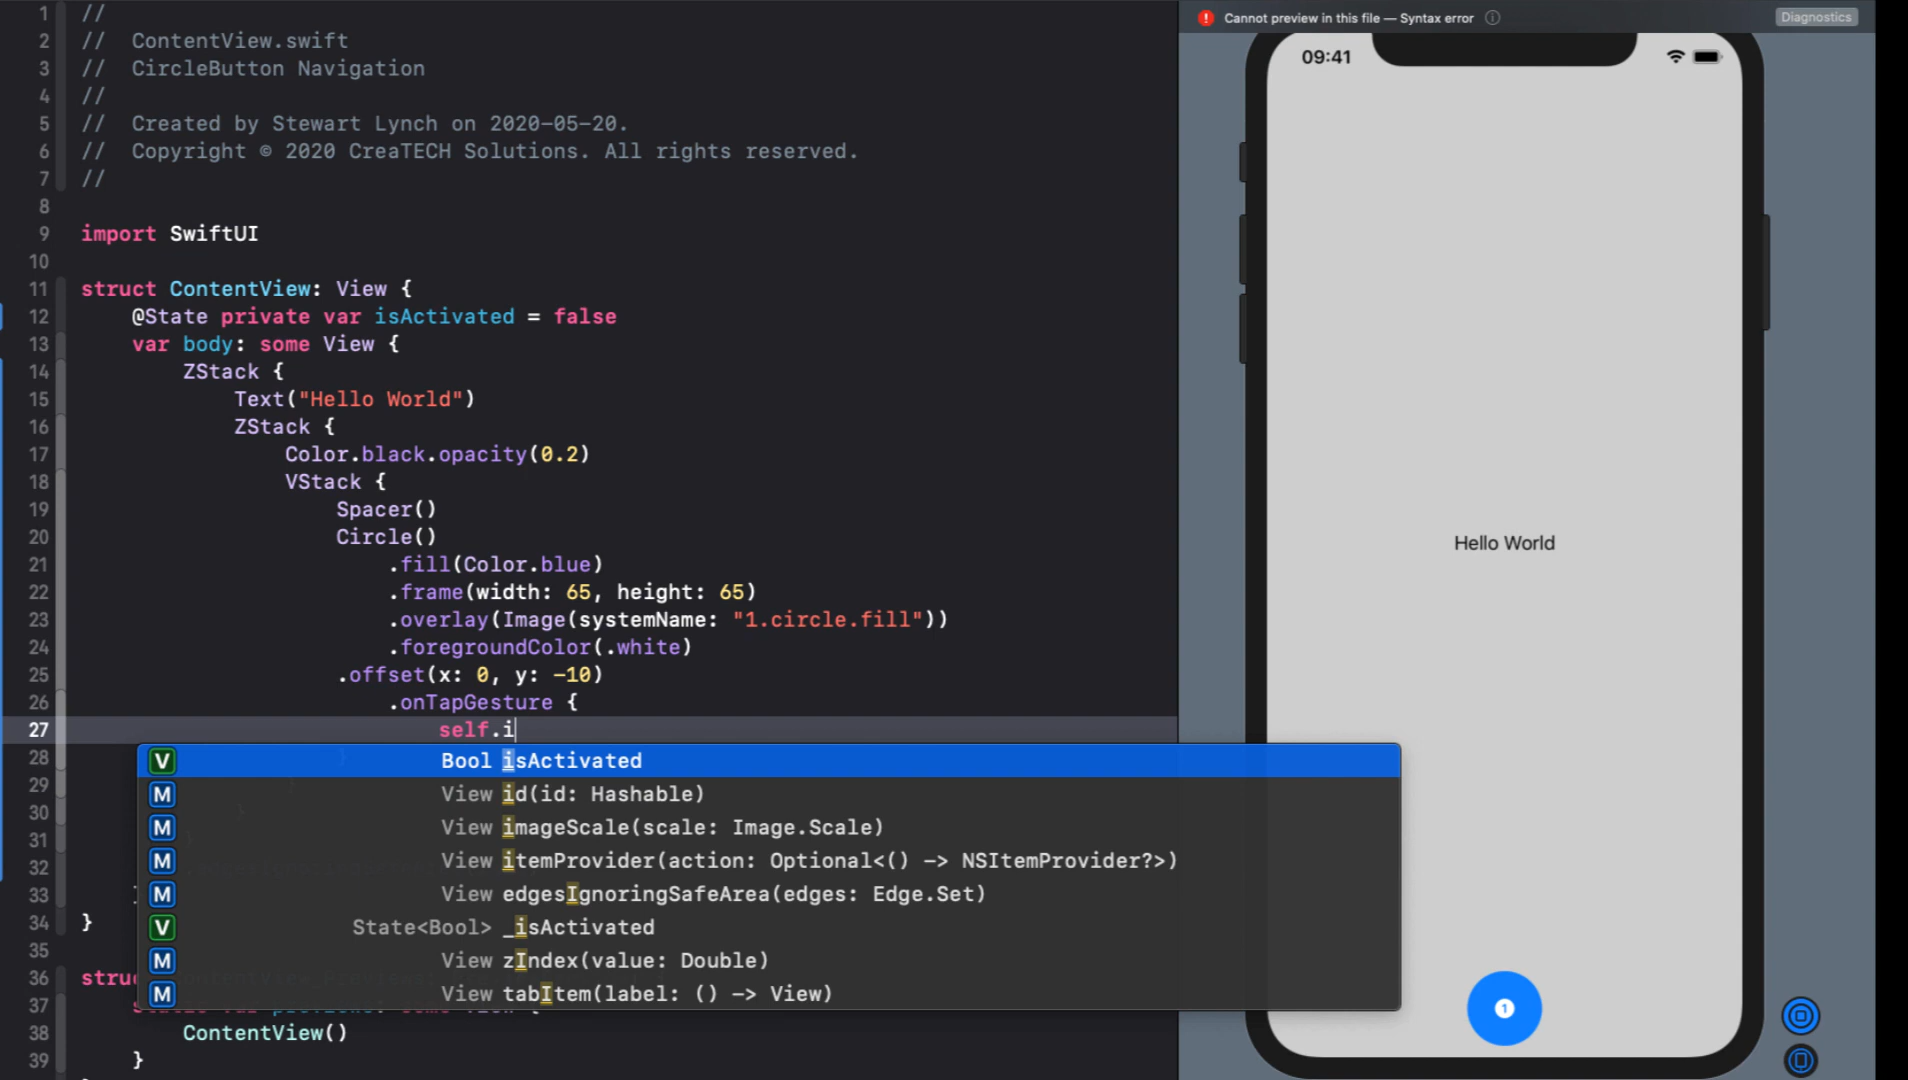 1 //
2 // ContentView.swift
3 // CircleButton Navigation
4 //
5 // Created by Stewart Lynch on 2020-05-20.
6 // Copyright © 2020 CreaTECH Solutions. All rights reserved.
7 //
8
9 import SwiftUI
10
11 struct ContentView: View {
12 @State private var isActivated = false
13 var body: some View {
14 ZStack {
15 Text("Hello World")
16 ZStack {
17 Color.black.opacity(0.2)
18 VStack {
19 Spacer()
20 Circle()
21 .fill(Color.blue)
22 .frame(width: 65, height: 65)
23 .overlay(Image(systemName: "1.circle.fill"))
24 .foregroundColor(.white)
25 .offset(x: 0, y: -10)
26 .onTapGesture {
27 self.i
28
V Bool isActivated
29
M View id(id: Hashable)
30
M View imageScale(scale: Image.Scale)
31
M View itemProvider(action: Optional<() -> NSItemProvider?>)
32
33
M View edgesIgnoringSafeArea(edges: Edge.Set)
34 }
V State<Bool> _isActivated
35
M View zIndex(value: Double)
36 struc
M View tabItem(label: () -> View)
37
38 ContentView()
39 }
Cannot preview in this file — Syntax error
Diagnostics
09:41
Hello World
1